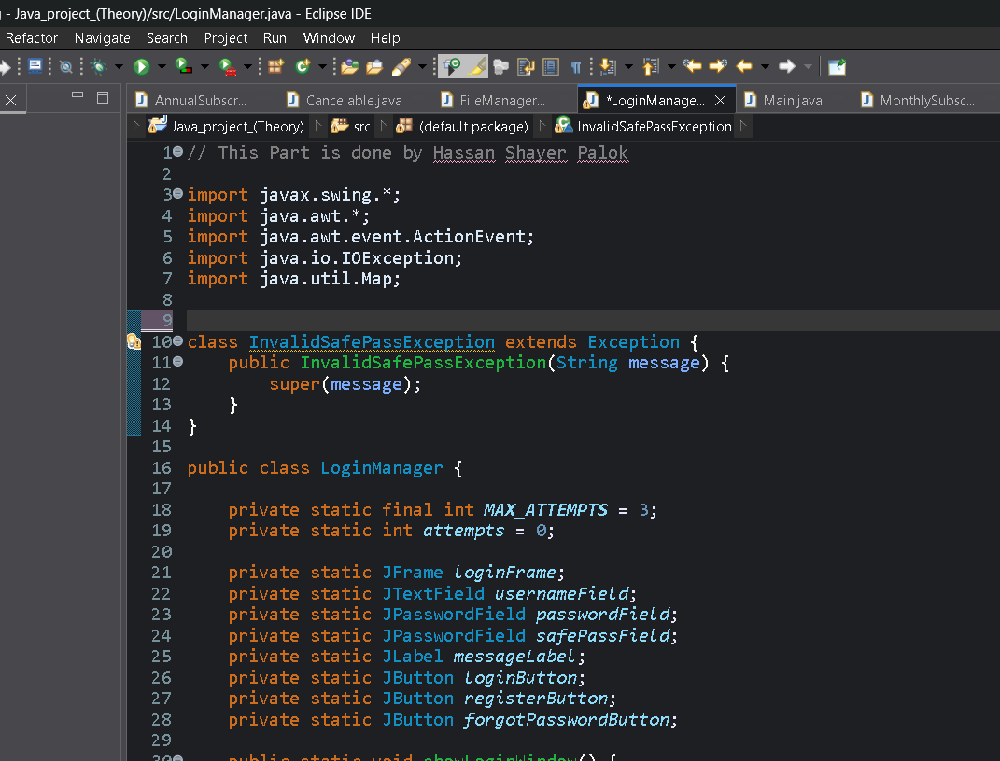 - Java_project_(Theory)/src/LoginManager.java - Eclipse IDE
Refactor Navigate Search Project Run Window Help
AnnualSubscr... Cancelable.java FileManager... *LoginManage... Main.java MonthlySubsc...
Java_project_(Theory) src (default package) InvalidSafePassException
1 // This Part is done by Hassan Shayer Palok
2
3 import javax.swing.*;
4 import java.awt.*;
5 import java.awt.event.ActionEvent;
6 import java.io.IOException;
7 import java.util.Map;
8
9
10 class InvalidSafePassException extends Exception {
11 public InvalidSafePassException(String message) {
12 super(message);
13 }
14 }
15
16 public class LoginManager {
17
18 private static final int MAX_ATTEMPTS = 3;
19 private static int attempts = 0;
20
21 private static JFrame loginFrame;
22 private static JTextField usernameField;
23 private static JPasswordField passwordField;
24 private static JPasswordField safePassField;
25 private static JLabel messageLabel;
26 private static JButton loginButton;
27 private static JButton registerButton;
28 private static JButton forgotPasswordButton;
29
30 public static void showLoginWindow() {